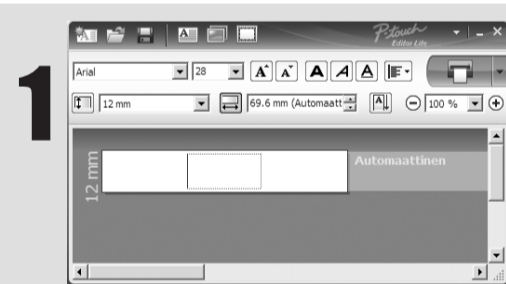 1
P-touch
Editor Lite
Arial
28
A A A A A
12 mm
69.6 mm (Automaatt
A
100 %
12 mm
Automaattinen